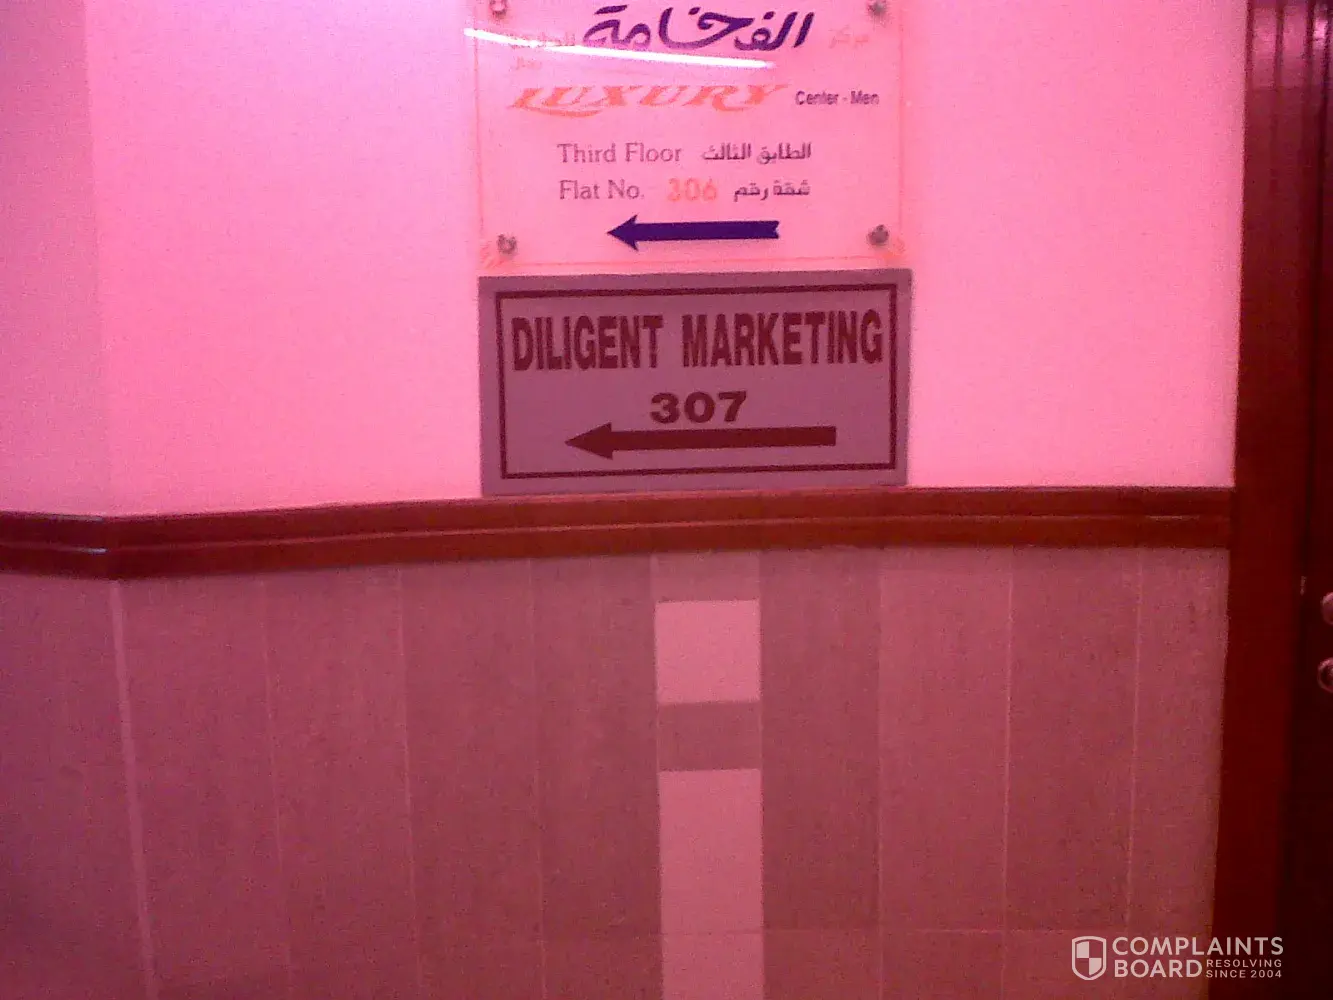 مركز الفخامة
LUXURY Center - Men
Third Floor الطابق الثالث
Flat No. 306 شقة رقم
DILIGENT MARKETING
307
COMPLAINTS
BOARD RESOLVING
SINCE 2004